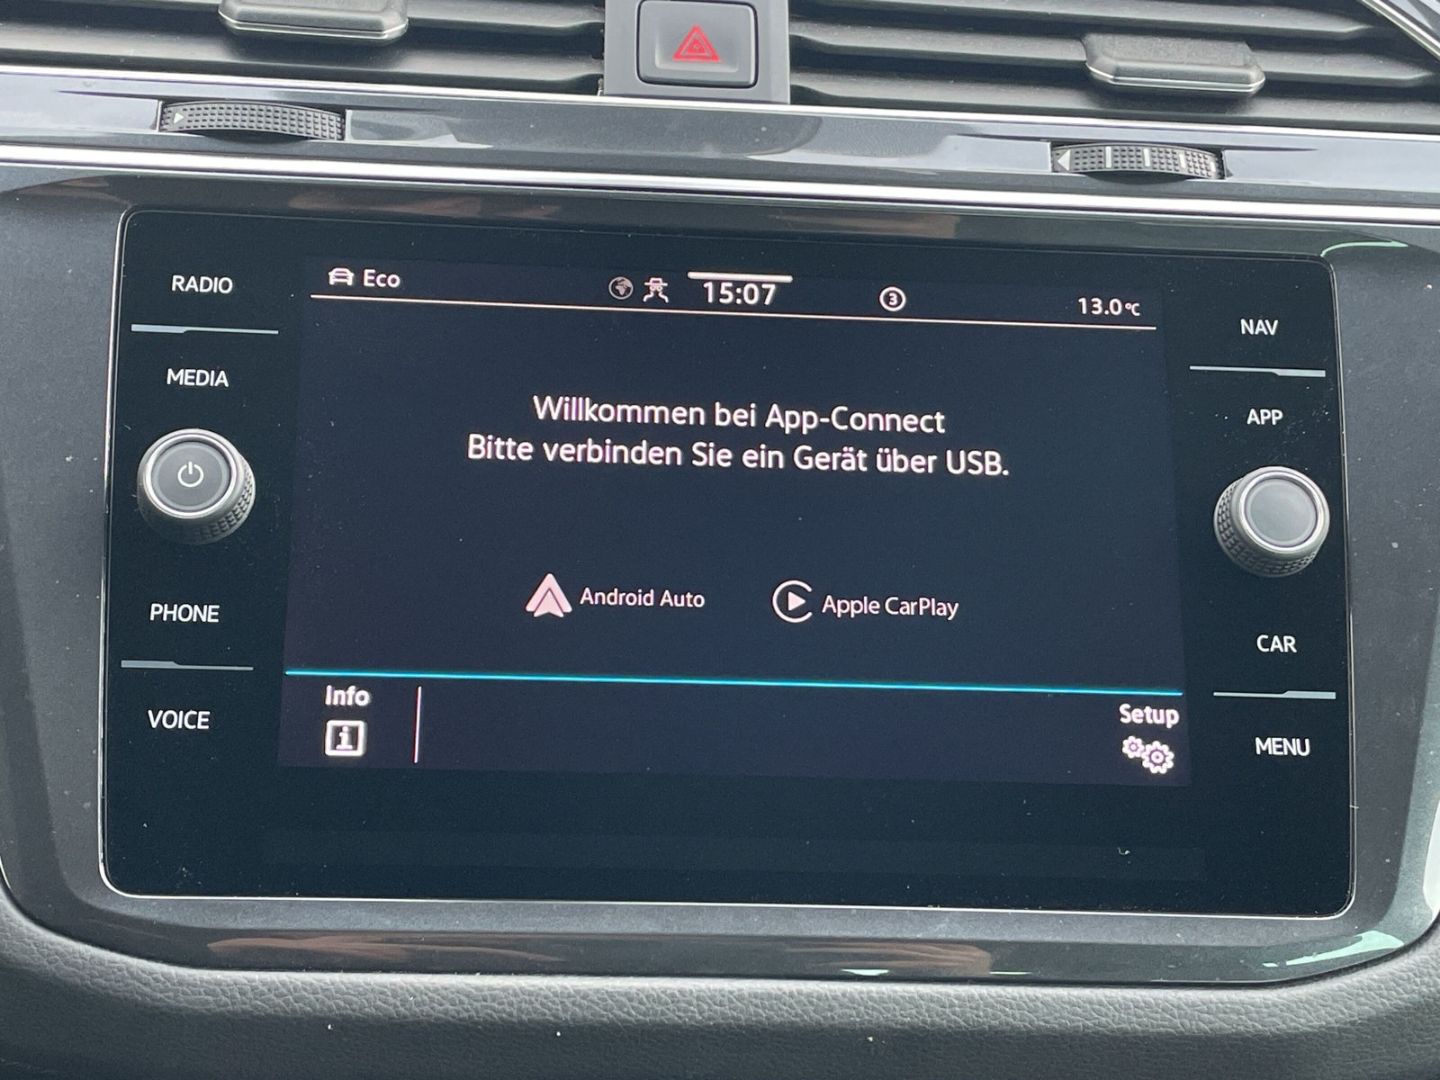 RADIO
MEDIA
PHONE
VOICE
Eco
15:07
3
13.0°C
Willkommen bei App-Connect
Bitte verbinden Sie ein Gerät über USB.
Android Auto
Apple CarPlay
Info
i
Setup
NAV
APP
CAR
MENU